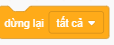 dừng lại tất cả